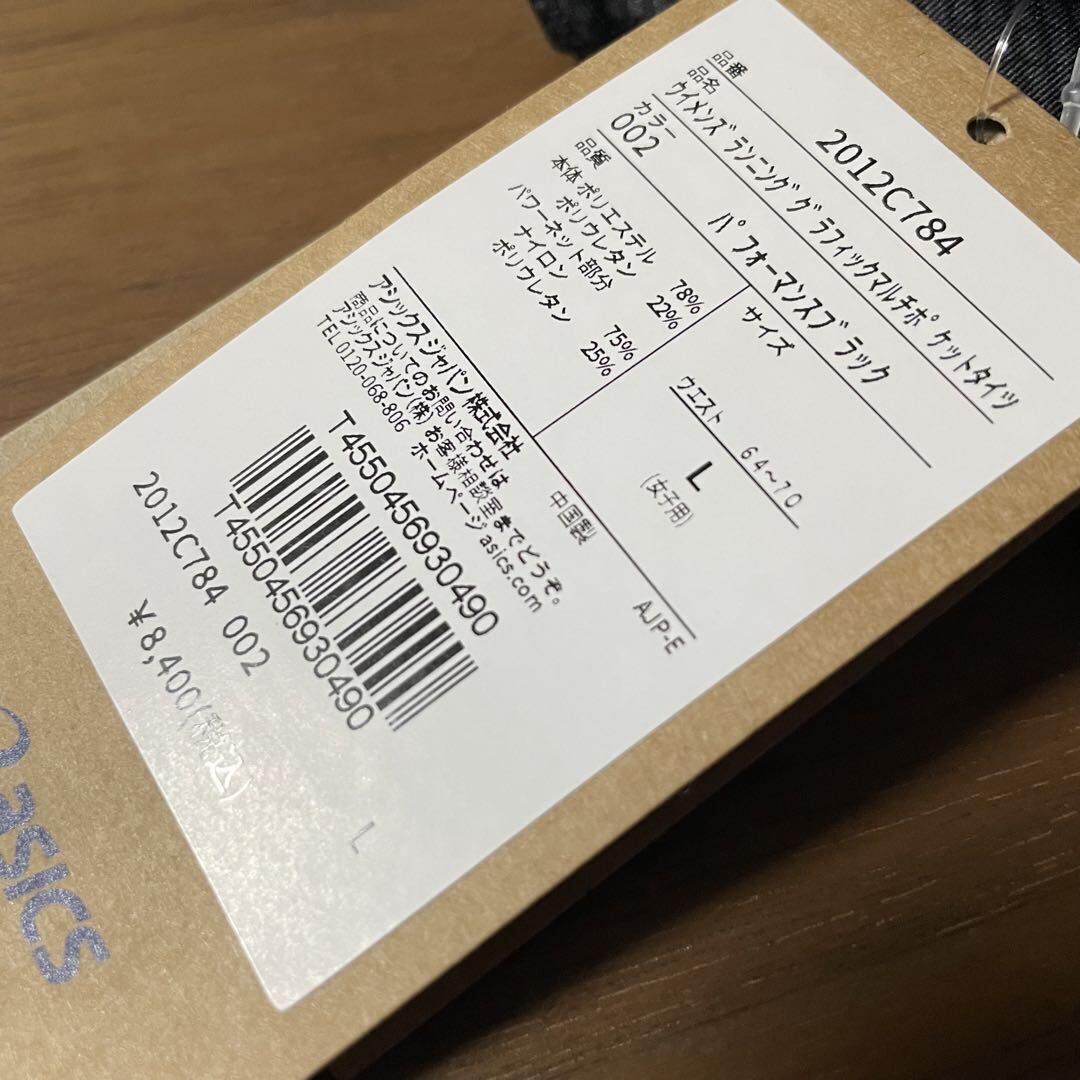 品番
2012C784
品名
ウイメンズ ランニング グラフィックマルチポケットタイツ
カラー
002
パフォーマンスブラック
品質
本体 ポリエステル 78%
ポリウレタン 22%
パワーネット部分
ナイロン 75%
ポリウレタン 25%
サイズ
ウエスト 64~70
L
(女子用)
アシックスジャパン株式会社
中国製
AJP-E
商品についてのお問い合わせは
アシックスジャパン(株) お客様相談室までどうぞ。
TEL 0120-068-806 ホームページ asics.com
T4550456930490
T4550456930490
2012C784 002
L
¥8,400(税込)
asics